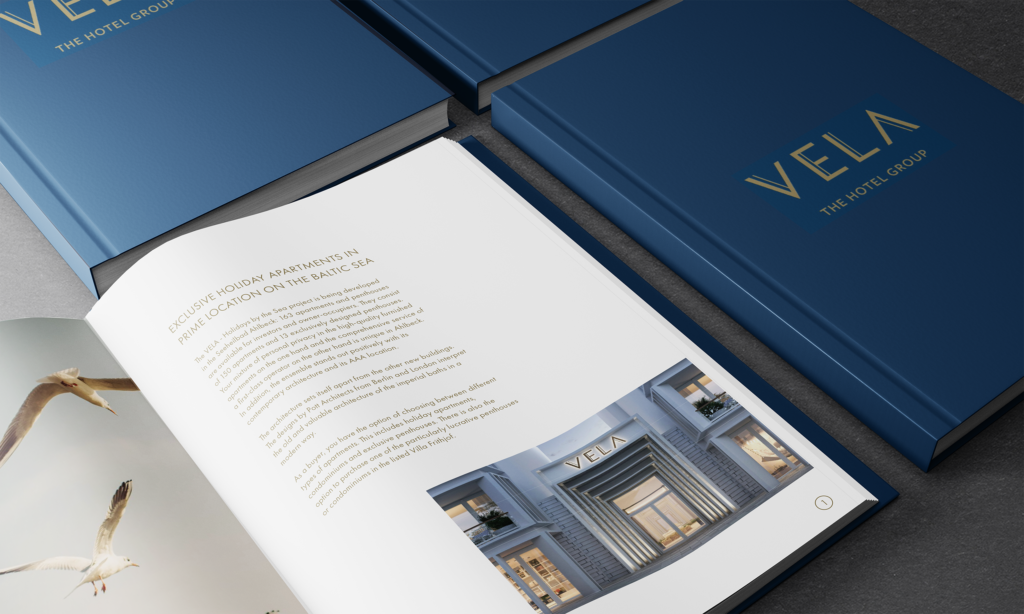 VELA
THE HOTEL GROUP
VELA
THE HOTEL GROUP
EXCLUSIVE HOLIDAY APARTMENTS IN
PRIME LOCATION ON THE BALTIC SEA
The VELA - Holidays by the Sea project is being developed
in the Seeheilbad Ahlbeck. 163 apartments and penthouses
are available for investors and owner-occupiers. They consist
of 150 apartments and 13 exclusively designed penthouses.
Your mixture of personal privacy in the high-quality furnished
apartments on the one hand and the comprehensive service of
a first-class operator on the other hand is unique in Ahlbeck.
In addition, the ensemble stands out positively with its
contemporary architecture and its AAA location.
The architecture sets itself apart from the other new buildings.
The designs by Pott Architects from Berlin and London interpret
the old and valuable architecture of the imperial baths in a
modern way.
As a buyer, you have the option of choosing between different
types of apartments. This includes holiday apartments,
condominiums and exclusive penthouses. There is also the
option to purchase one of the particularly lucrative penthouses
or condominiums in the listed Villa Frithjof.
VELA
1